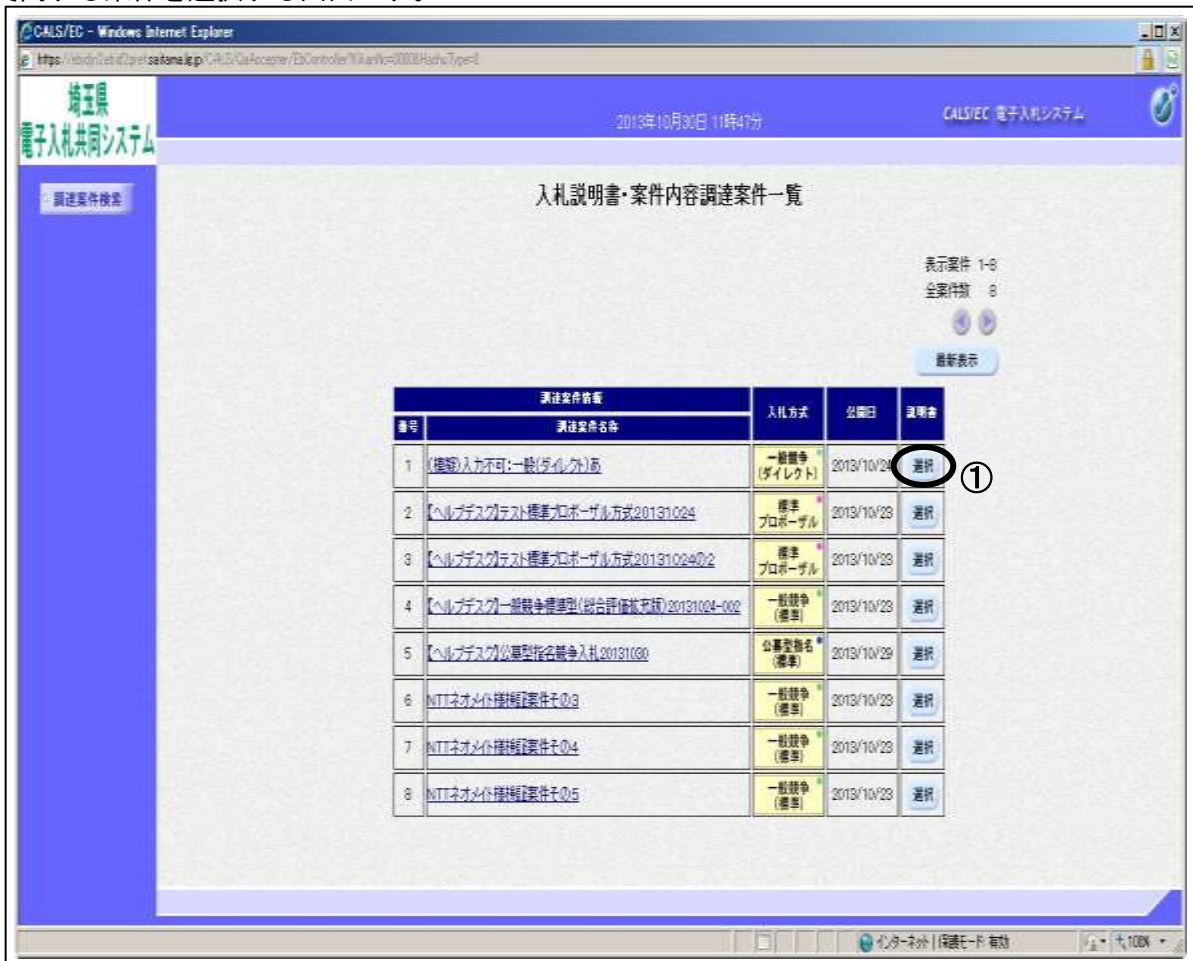 CALS/EC - Windows Internet Explorer
埼玉県
電子入札共同システム
2013年10月30日 11時47分
CALS/EC 電子入札システム
調達案件検索
入札説明書・案件内容調達案件一覧
表示案件 1-8
全案件数 8
最新表示
調達案件情報
入札方式
公開日
説明書
番号
調達案件名称
1 入力不可:一般(ダイレクト)あ 一般競争(ダイレクト) 2013/10/24 選択 ①
2 【ヘルプデスク】テスト標準プロポーザル方式20131024 標準プロポーザル 2013/10/23 選択
3 【ヘルプデスク】テスト標準プロポーザル方式20131024の2 標準プロポーザル 2013/10/23 選択
4 【ヘルプデスク】一般競争標準型(総合評価拡充版)20131024-002 一般競争(標準) 2013/10/23 選択
5 【ヘルプデスク】公募型指名競争入札20131030 公募型指名(標準) 2013/10/29 選択
6 NTTネオメイト様検証案件その3 一般競争(標準) 2013/10/23 選択
7 NTTネオメイト様検証案件その4 一般競争(標準) 2013/10/23 選択
8 NTTネオメイト様検証案件その5 一般競争(標準) 2013/10/23 選択
インターネット | 保護モード: 有効
100%